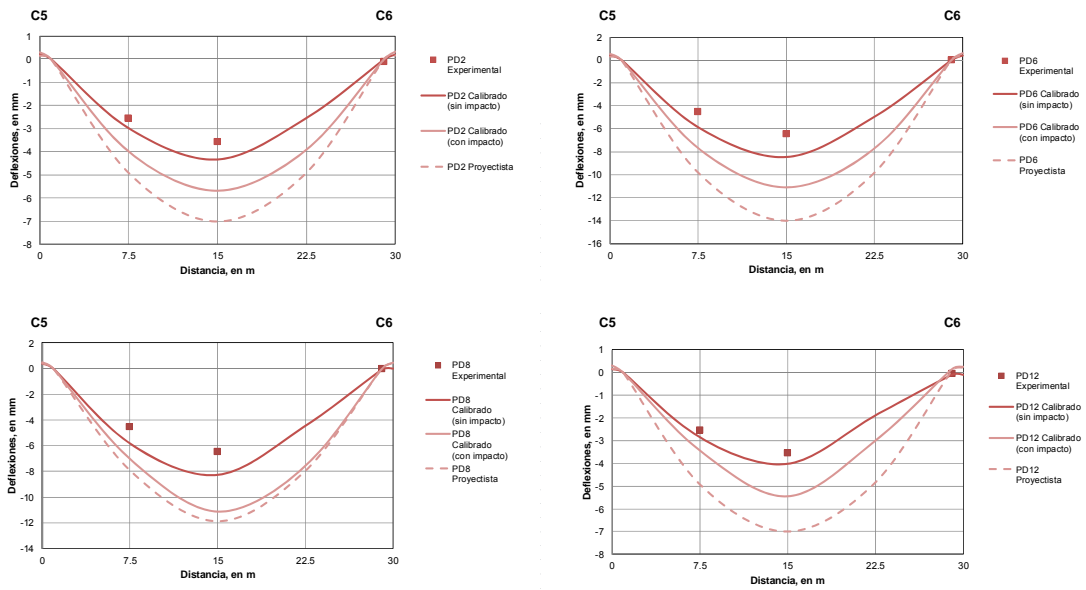 C5 C6
1
0
-1
-2
-3
-4
-5
-6
-7
-8
0 7.5 15 22.5 30
Deflexiones, en mm
Distancia, en m
PD2
Experimental
PD2 Calibrado
(sin impacto)
PD2 Calibrado
(con impacto)
PD2 Proyectista
C5 C6
2
0
-2
-4
-6
-8
-10
-12
-14
-16
0 7.5 15 22.5 30
Deflexiones, en mm
Distancia, en m
PD6
Experimental
PD6 Calibrado
(sin impacto)
PD6 Calibrado
(con impacto)
PD6
Proyectista
C5 C6
2
0
-2
-4
-6
-8
-10
-12
-14
0 7.5 15 22.5 30
Deflexiones, en mm
Distancia, en m
PD8
Experimental
PD8
Calibrado
(sin impacto)
PD8
Calibrado
(con impacto)
PD8
Proyectista
C5 C6
1
0
-1
-2
-3
-4
-5
-6
-7
-8
0 7.5 15 22.5 30
Deflexiones, en mm
Distancia, en m
PD12
Experimental
PD12 Calibrado
(sin impacto)
PD12 Calibrado
(con impacto)
PD12
Proyectista